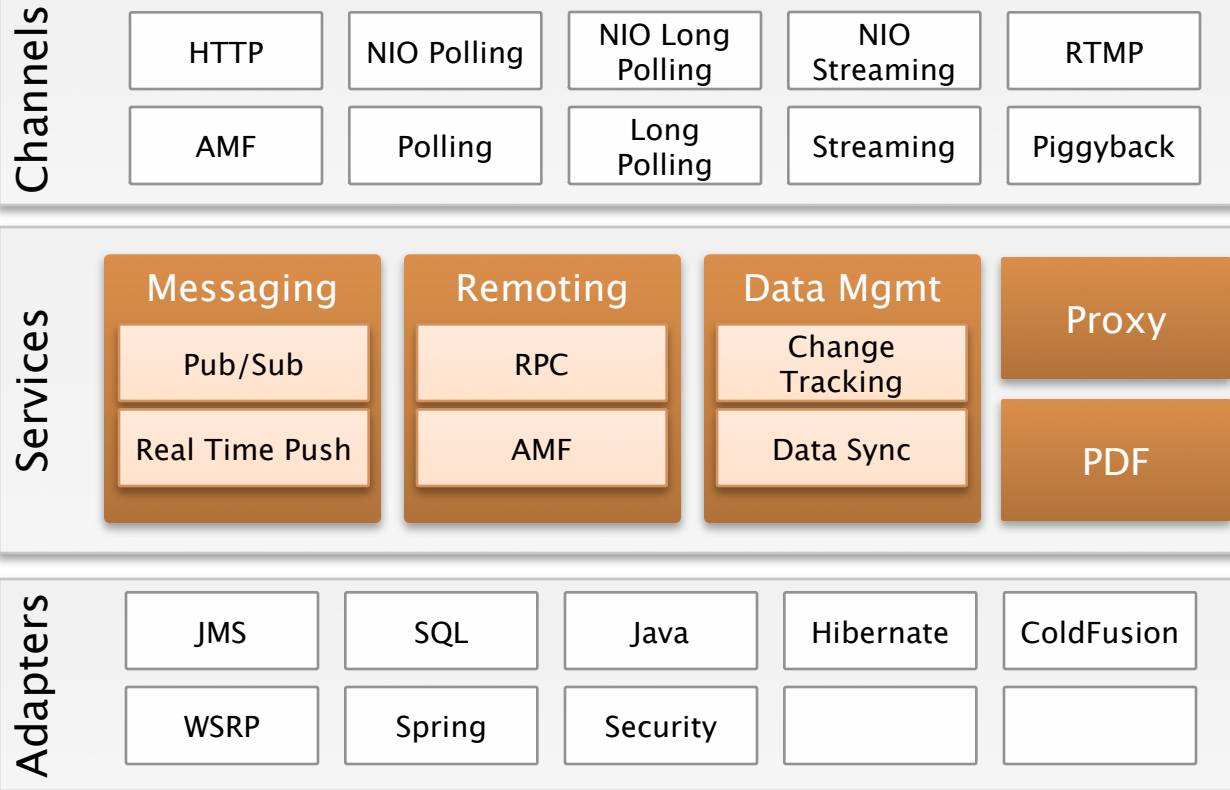 Channels
HTTP
NIO Polling
NIO Long
Polling
NIO
Streaming
RTMP
AMF
Polling
Long
Polling
Streaming
Piggyback
Services
Messaging
Pub/Sub
Real Time Push
Remoting
RPC
AMF
Data Mgmt
Change
Tracking
Data Sync
Proxy
PDF
Adapters
JMS
SQL
Java
Hibernate
ColdFusion
WSRP
Spring
Security